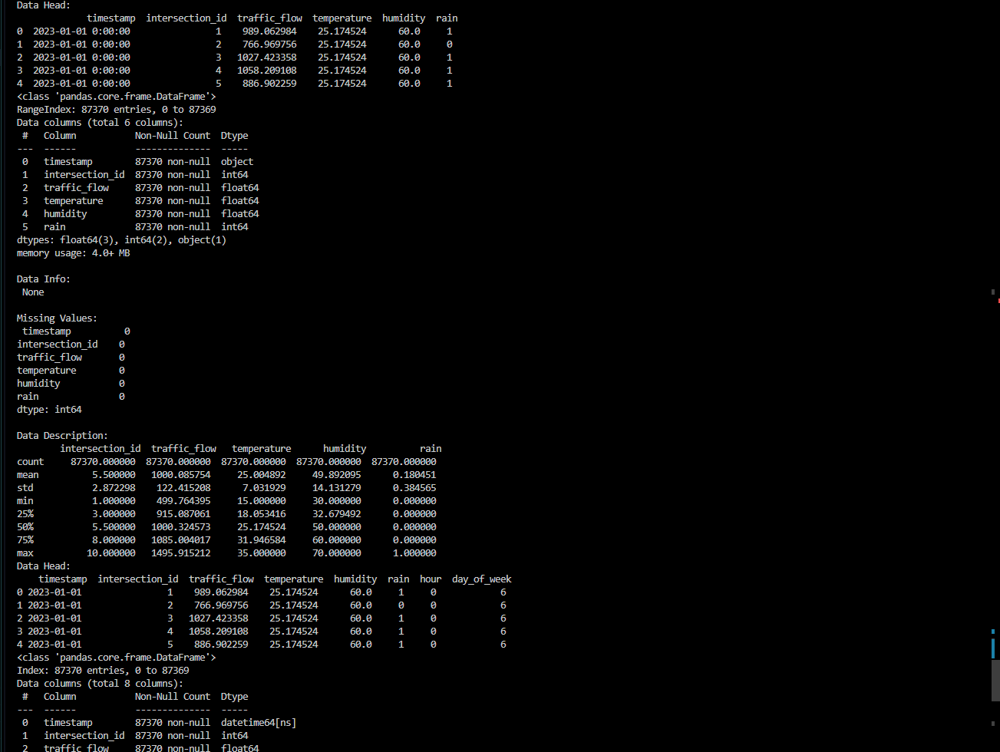 Data Head:
             timestamp  intersection_id  traffic_flow  temperature  humidity  rain
0  2023-01-01 0:00:00                1    989.062984    25.174524      60.0     1
1  2023-01-01 0:00:00                2    766.969756    25.174524      60.0     0
2  2023-01-01 0:00:00                3   1027.423358    25.174524      60.0     1
3  2023-01-01 0:00:00                4   1058.209108    25.174524      60.0     1
4  2023-01-01 0:00:00                5    886.902259    25.174524      60.0     1
<class 'pandas.core.frame.DataFrame'>
RangeIndex: 87370 entries, 0 to 87369
Data columns (total 6 columns):
 #   Column           Non-Null Count  Dtype
---  ------           --------------  -----
 0   timestamp        87370 non-null  object
 1   intersection_id  87370 non-null  int64
 2   traffic_flow     87370 non-null  float64
 3   temperature      87370 non-null  float64
 4   humidity         87370 non-null  float64
 5   rain             87370 non-null  int64
dtypes: float64(3), int64(2), object(1)
memory usage: 4.0+ MB

Data Info:
 None

Missing Values:
 timestamp          0
intersection_id    0
traffic_flow       0
temperature        0
humidity           0
rain               0
dtype: int64

Data Description:
        intersection_id  traffic_flow   temperature      humidity          rain
count     87370.000000  87370.000000  87370.000000  87370.000000  87370.000000
mean          5.500000   1000.085754     25.004892     49.892095      0.180451
std           2.872298    122.415208      7.031929     14.131279      0.384565
min           1.000000    499.764395     15.000000     30.000000      0.000000
25%           3.000000    915.087061     18.053416     32.679492      0.000000
50%           5.500000   1000.324573     25.174524     50.000000      0.000000
75%           8.000000   1085.004017     31.946584     60.000000      0.000000
max          10.000000   1495.915212     35.000000     70.000000      1.000000
Data Head:
    timestamp  intersection_id  traffic_flow  temperature  humidity  rain  hour  day_of_week
0 2023-01-01                1    989.062984    25.174524      60.0     1     0            6
1 2023-01-01                2    766.969756    25.174524      60.0     0     0            6
2 2023-01-01                3   1027.423358    25.174524      60.0     1     0            6
3 2023-01-01                4   1058.209108    25.174524      60.0     1     0            6
4 2023-01-01                5    886.902259    25.174524      60.0     1     0            6
<class 'pandas.core.frame.DataFrame'>
Index: 87370 entries, 0 to 87369
Data columns (total 8 columns):
 #   Column           Non-Null Count  Dtype
---  ------           --------------  -----
 0   timestamp        87370 non-null  datetime64[ns]
 1   intersection_id  87370 non-null  int64
 2   traffic_flow     87370 non-null  float64